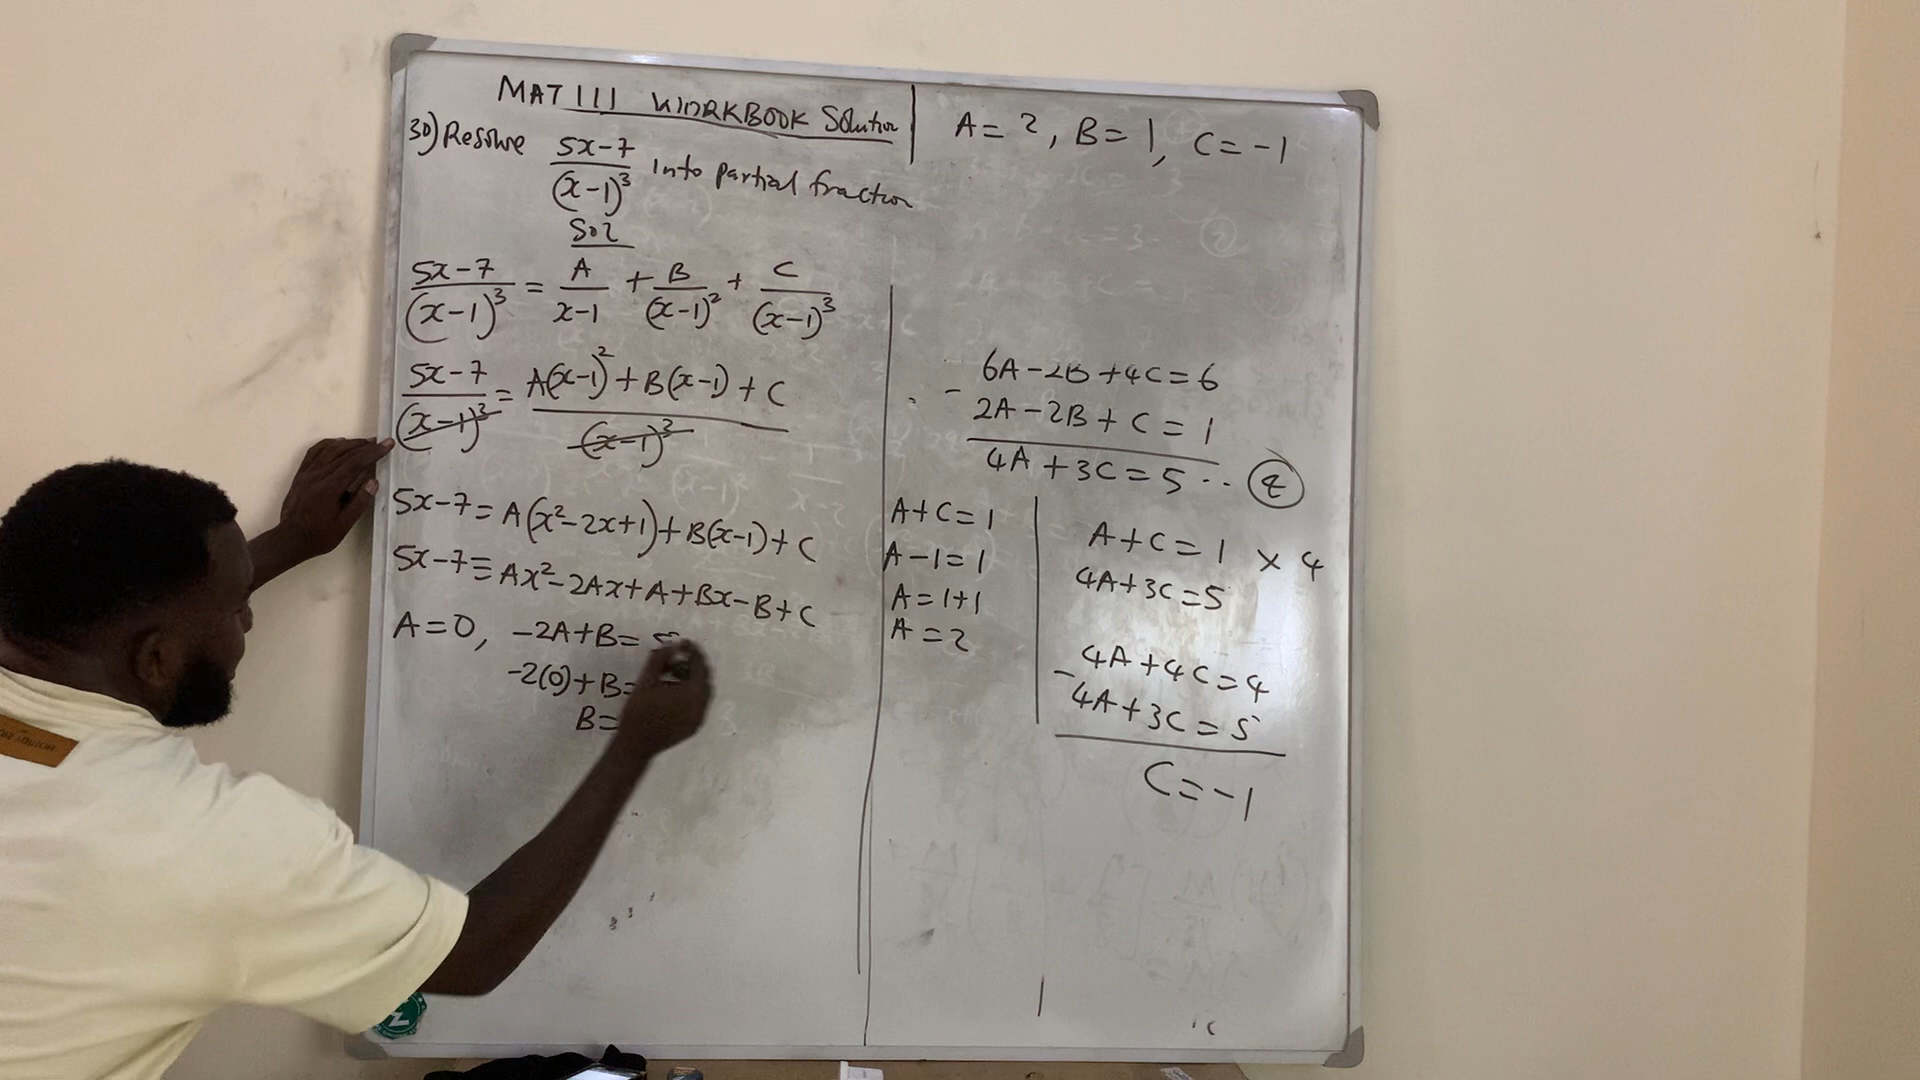 MAT 111 WORKBOOK Solution
30) Resolve 5x-7/(x-1)³ into partial fraction
Sol
5x-7/(x-1)³ = A/x-1 + B/(x-1)² + C/(x-1)³
5x-7/(x-1)³ = A(x-1)²+B(x-1)+C/(x-1)³
5x-7 = A(x²-2x+1)+B(x-1)+C
5x-7 = Ax²-2Ax+A+Bx-B+C
A=0, -2A+B=
-2(0)+B=
B=
A=2, B=1, C=-1
6A-2B+4C=6
- 2A-2B+C=1
4A+3C=5 ..
A+C=1
A-1=1
A=1+1
A=2
A+C=1 × 4
4A+3C=5
4A+4C=4
- 4A+3C=5
C=-1